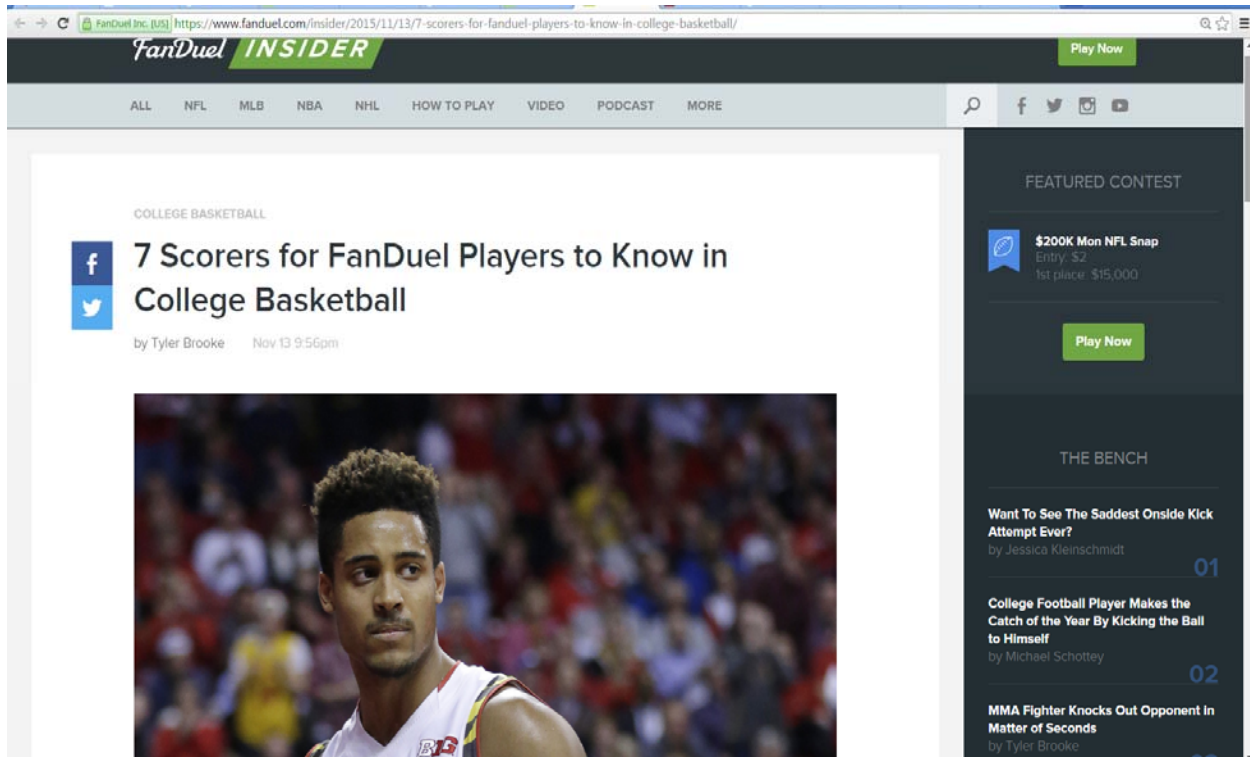 FanDuel Inc. [US] https://www.fanduel.com/insider/2015/11/13/7-scorers-for-fanduel-players-to-know-in-college-basketball/
FanDuel INSIDER
Play Now
ALL NFL MLB NBA NHL HOW TO PLAY VIDEO PODCAST MORE
COLLEGE BASKETBALL
7 Scorers for FanDuel Players to Know in
College Basketball
by Tyler Brooke Nov 13 9:56pm
B1G
FEATURED CONTEST
$200K Mon NFL Snap
Entry: $2
1st place: $15,000
Play Now
THE BENCH
Want To See The Saddest Onside Kick
Attempt Ever?
by Jessica Kleinschmidt
01
College Football Player Makes the
Catch of the Year By Kicking the Ball
to Himself
by Michael Schottey
02
MMA Fighter Knocks Out Opponent in
Matter of Seconds
by Tyler Brooke